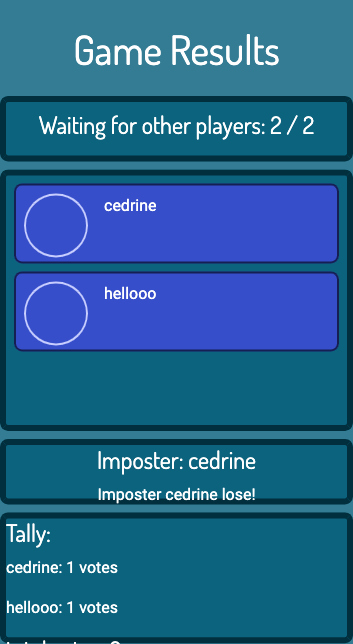 Game Results
Waiting for other players: 2 / 2
cedrine
hellooo
Imposter: cedrine
Imposter cedrine lose!
Tally:
cedrine: 1 votes
hellooo: 1 votes